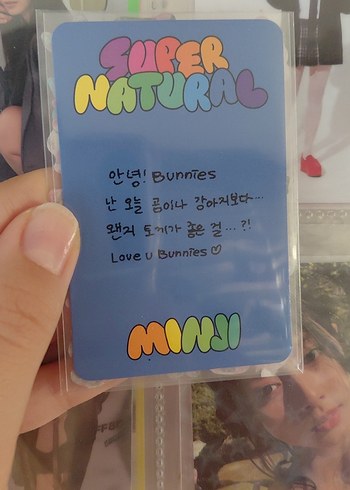 SUPER
NATURAL
안녕! Bunnies
난 오늘 곰이나 강아지보다...
왠지 토끼가 좋은 걸...?!
Love U Bunnies♡
MINJI